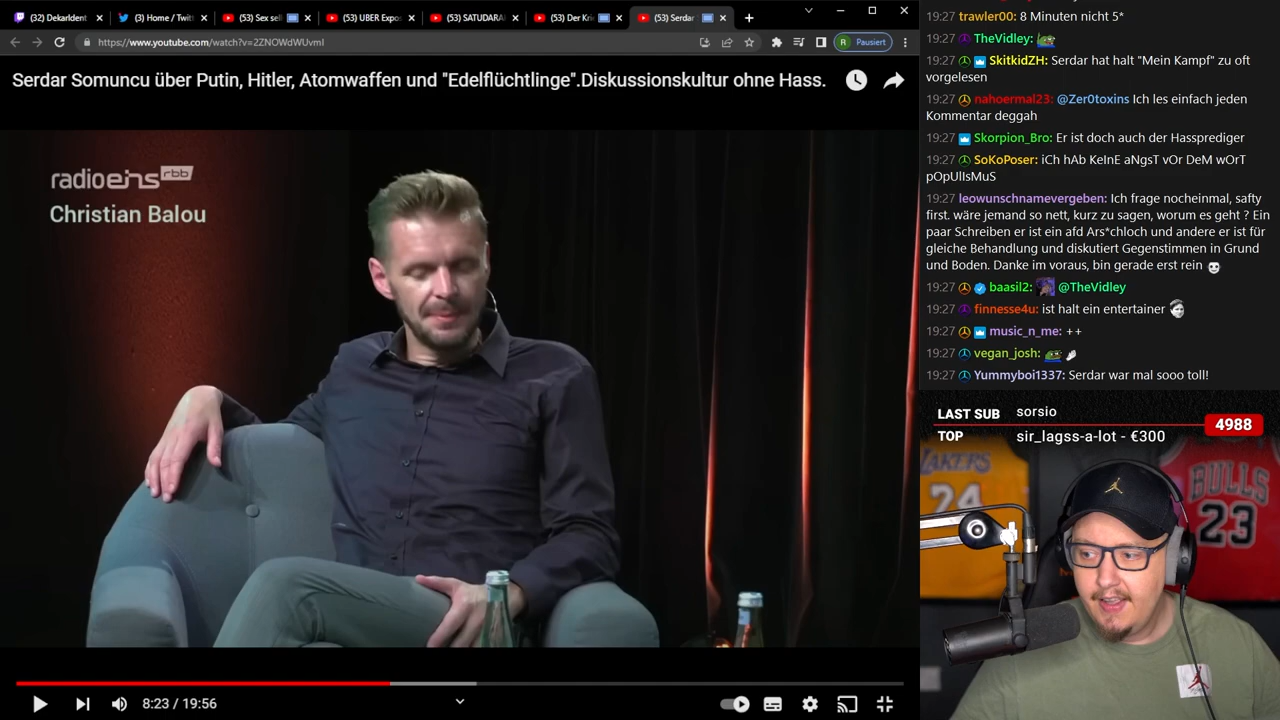 (32) DekarIdent
(3) Home / Twitt
(53) Sex sel
(53) UBER Expo
(53) SATUDARA
(53) Der Kri
(53) Serdar
https://www.youtube.com/watch?v=2ZNOWdWUvmI
R Pausiert
Serdar Somuncu über Putin, Hitler, Atomwaffen und "Edelflüchtlinge".Diskussionskultur ohne Hass.
radioeins rbb
Christian Balou
8:23 / 19:56
19:27 trawler00: 8 Minuten nicht 5*
19:27 TheVidley:
19:27 SkitkidZH: Serdar hat halt "Mein Kampf" zu oft
vorgelesen
19:27 nahoermal23: @Zer0toxins Ich les einfach jeden
Kommentar deggah
19:27 Skorpion_Bro: Er ist doch auch der Hassprediger
19:27 SoKoPoser: iCh hAb KeInE aNgsT vOr DeM wOrT
pOpUlIsMuS
19:27 leowunschnamevergeben: Ich frage nocheinmal, safty
first. wäre jemand so nett, kurz zu sagen, worum es geht ? Ein
paar Schreiben er ist ein afd Ars*chloch und andere er ist für
gleiche Behandlung und diskutiert Gegenstimmen in Grund
und Boden. Danke im voraus, bin gerade erst rein
19:27 baasil2: @TheVidley
19:27 finnesse4u: ist halt ein entertainer
19:27 music_n_me: ++
19:27 vegan_josh:
19:27 Yummyboi1337: Serdar war mal sooo toll!
LAST SUB sorsio
4988
TOP sir_lagss-a-lot - €300
LAKERS
24
BULLS
23